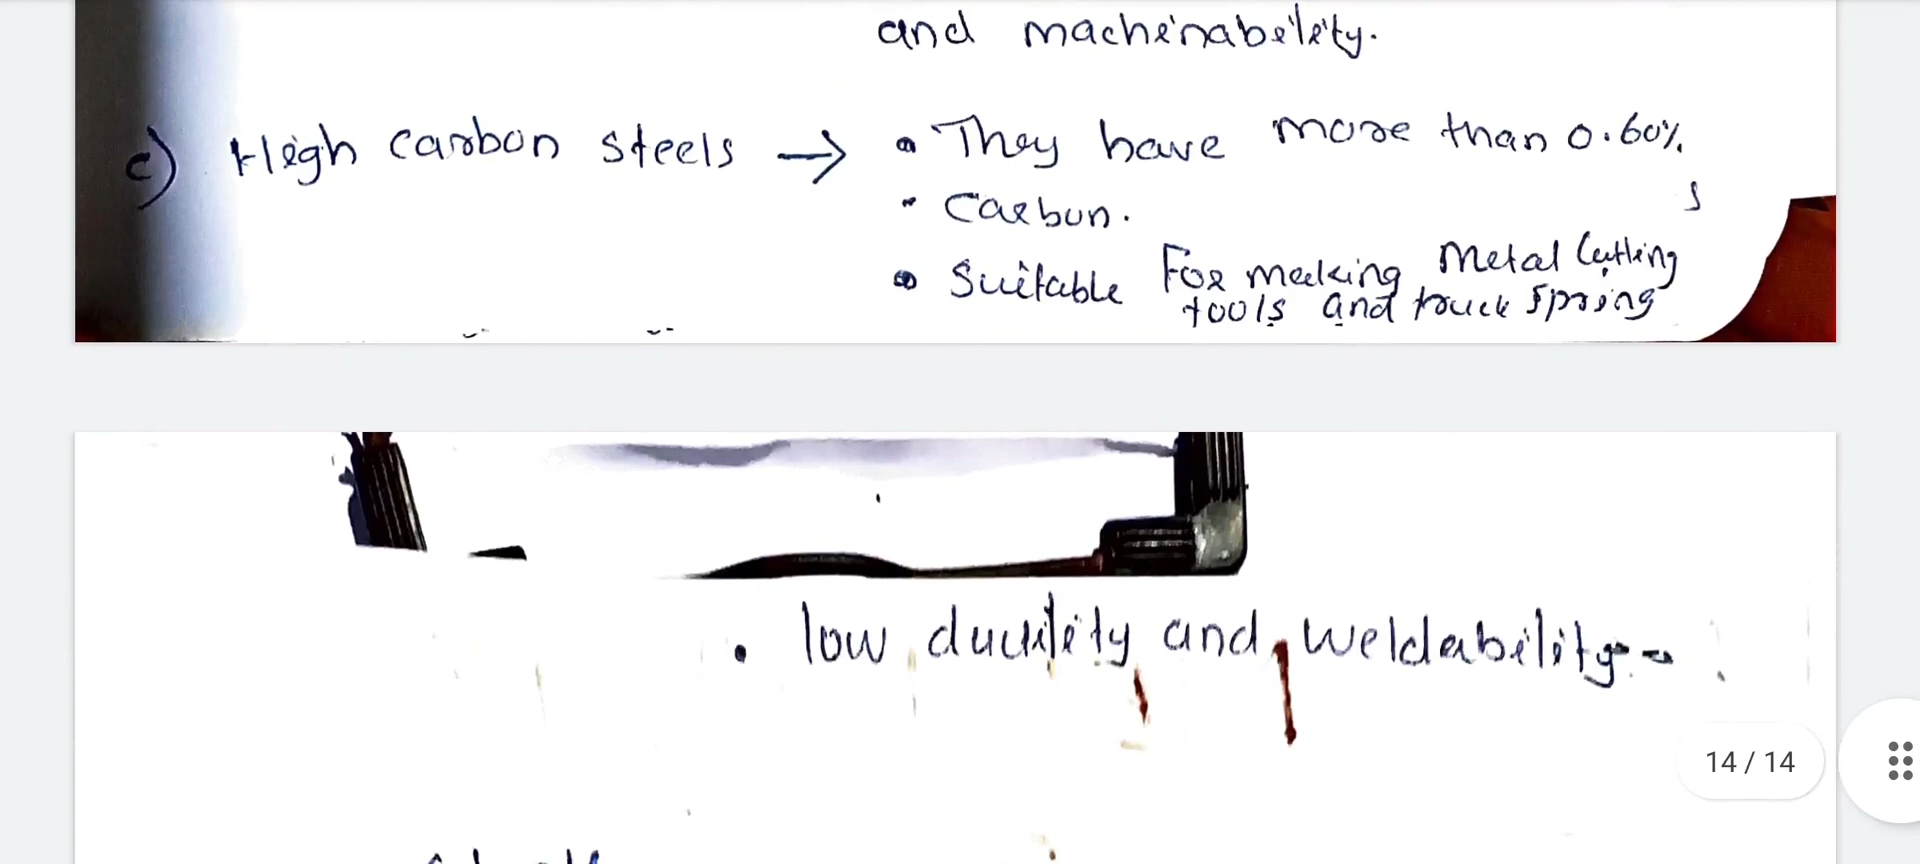 and machinability.
c) High carbon steels → • They have more than 0.60%
• Carbon.
• Suitable For making Metal Cutting
tools and truck spring
• low ductility and weldability
14 / 14